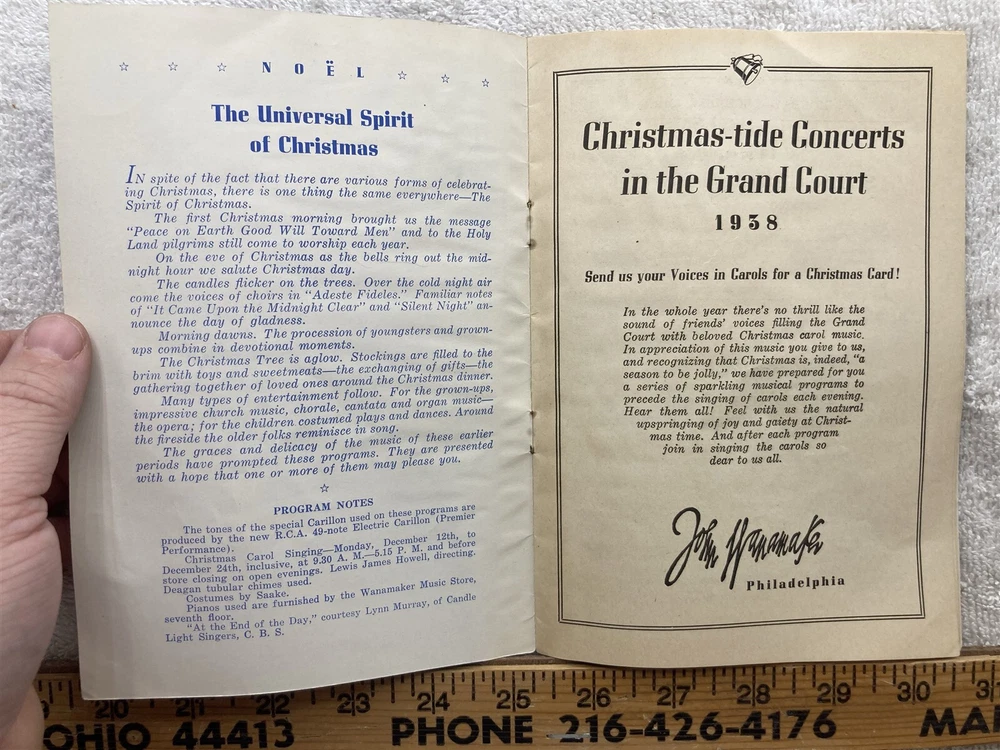 ☆ ☆ ☆ NOËL ☆ ☆ ☆
The Universal Spirit
of Christmas
IN spite of the fact that there are various forms of celebrat-
ing Christmas, there is one thing the same everywhere—The
Spirit of Christmas.
The first Christmas morning brought us the message
“Peace on Earth Good Will Toward Men” and to the Holy
Land pilgrims still come to worship each year.
On the eve of Christmas as the bells ring out the mid-
night hour we salute Christmas day.
The candles flicker on the trees. Over the cold night air
come the voices of choirs in “Adeste Fideles.” Familiar notes
of “It Came Upon the Midnight Clear” and “Silent Night” an-
nounce the day of gladness.
Morning dawns. The procession of youngsters and grown-
ups combine in devotional moments.
The Christmas Tree is aglow. Stockings are filled to the
brim with toys and sweetmeats—the exchanging of gifts—the
gathering together of loved ones around the Christmas dinner.
Many types of entertainment follow. For the grown-ups,
impressive church music, chorale, cantata and organ music—
the opera; for the children costumed plays and dances. Around
the fireside the older folks reminisce in song.
The graces and delicacy of the music of these earlier
periods have prompted these programs. They are presented
with a hope that one or more of them may please you.
☆
PROGRAM NOTES
The tones of the special Carillon used on these programs are
produced by the new R.C.A. 49-note Electric Carillon (Premier
Performance).
Christmas Carol Singing—Monday, December 12th, to
December 24th, inclusive, at 9.30 A. M.—5.15 P. M. and before
store closing on open evenings. Lewis James Howell, directing.
Deagan tubular chimes used.
Costumes by Saake.
Pianos used are furnished by the Wanamaker Music Store,
seventh floor.
“At the End of the Day,” courtesy Lynn Murray, of Candle
Light Singers, C. B. S.
Christmas-tide Concerts
in the Grand Court
1938
Send us your Voices in Carols for a Christmas Card!
In the whole year there's no thrill like the
sound of friends' voices filling the Grand
Court with beloved Christmas carol music.
In appreciation of this music you give to us,
and recognizing that Christmas is, indeed, “a
season to be jolly,” we have prepared for you
a series of sparkling musical programs to
precede the singing of carols each evening.
Hear them all! Feel with us the natural
upspringing of joy and gaiety at Christ-
mas time. And after each program
join in singing the carols so
dear to us all.
John Wanamaker
Philadelphia
20 21 22 23 24 25 26 27 28 29 30
OHIO 44413 PHONE 216-426-4176 MA